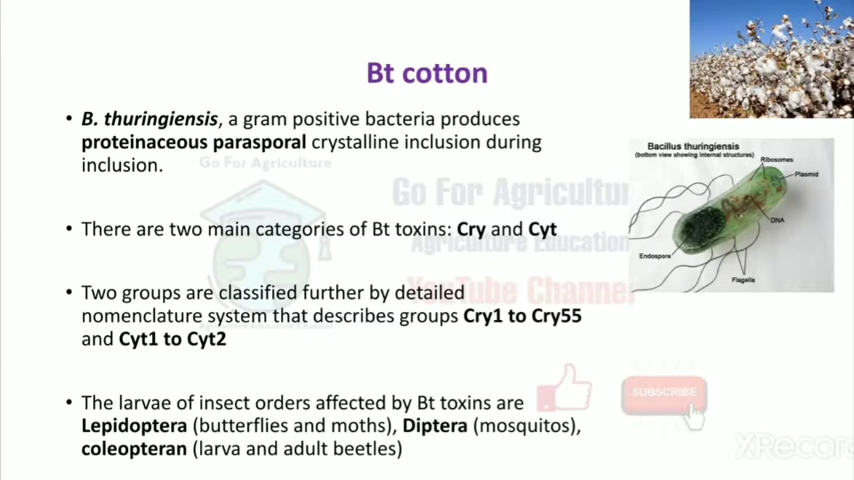 Bt cotton
• B. thuringiensis, a gram positive bacteria produces
proteinaceous parasporal crystalline inclusion during
inclusion.
Go For Agriculture
Go For Agricultur
• There are two main categories of Bt toxins: Cry and Cyt
Agriculture Education
YouTube Channel
• Two groups are classified further by detailed
nomenclature system that describes groups Cry1 to Cry55
and Cyt1 to Cyt2
• The larvae of insect orders affected by Bt toxins are
Lepidoptera (butterflies and moths), Diptera (mosquitos),
coleopteran (larva and adult beetles)
Bacillus thuringiensis
(bottom view showing internal structures)
Ribosomes
Plasmid
DNA
Endospore
Flagella
SUBSCRIBE
XRecor